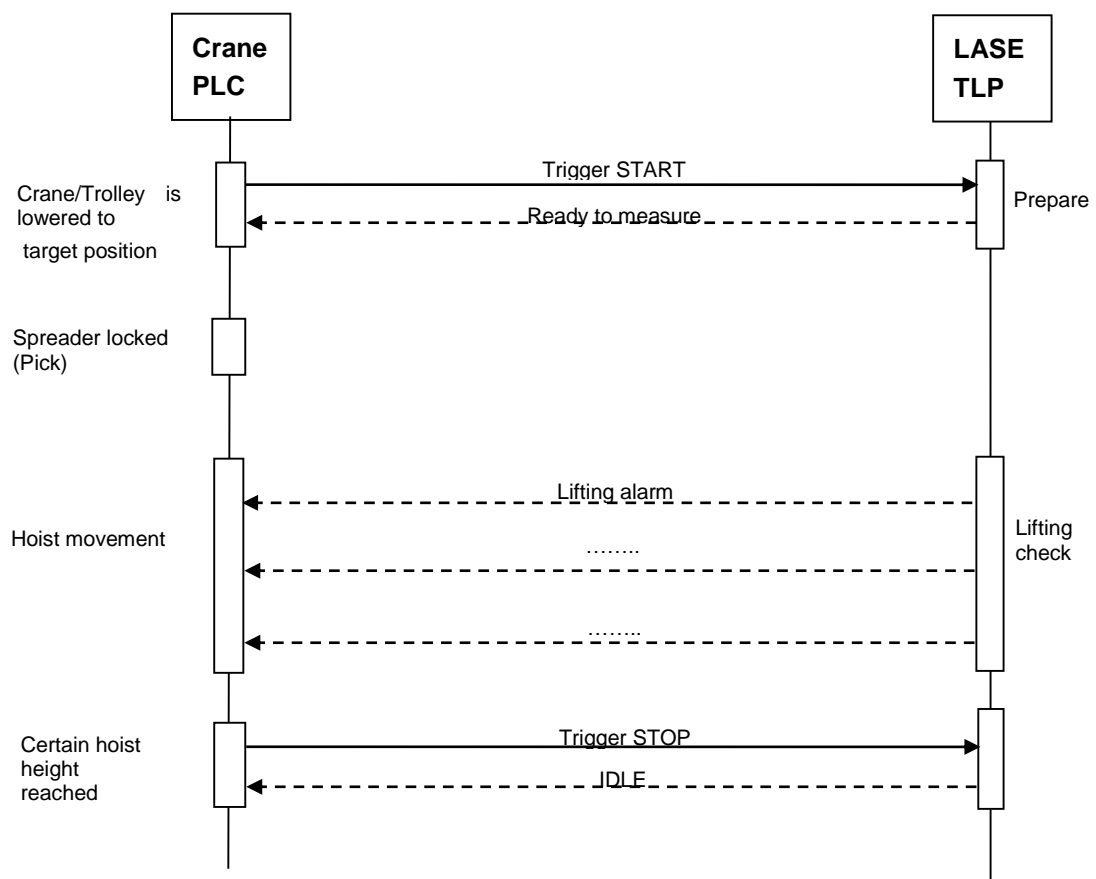 Crane
PLC
LASE
TLP
Trigger START
Crane/Trolley is
lowered to
target position
Ready to measure
Prepare
Spreader locked
(Pick)
Lifting alarm
Hoist movement
Lifting
check
........
........
Trigger STOP
Certain hoist
height
reached
IDLE